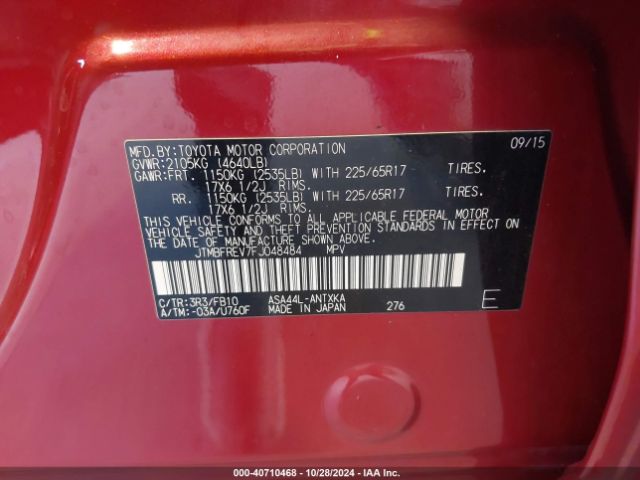 MFD. BY: TOYOTA MOTOR CORPORATION 09/15
GVWR: 2105KG (4640LB)
GAWR: FRT. 1150KG (2535LB) WITH 225/65R17 TIRES.
17X6 1/2J RIMS.
RR. 1150KG (2535LB) WITH 225/65R17 TIRES.
17X6 1/2J RIMS.
THIS VEHICLE CONFORMS TO ALL APPLICABLE FEDERAL MOTOR
VEHICLE SAFETY AND THEFT PREVENTION STANDARDS IN EFFECT ON
THE DATE OF MANUFACTURE SHOWN ABOVE.
JTMBFREV7FJ048484 MPV
C/TR: 3R3/FB10 ASA44L-ANTXKA
A/TM: -03A/U760F MADE IN JAPAN 276 E
000-40710468 - 10/28/2024 - IAA Inc.